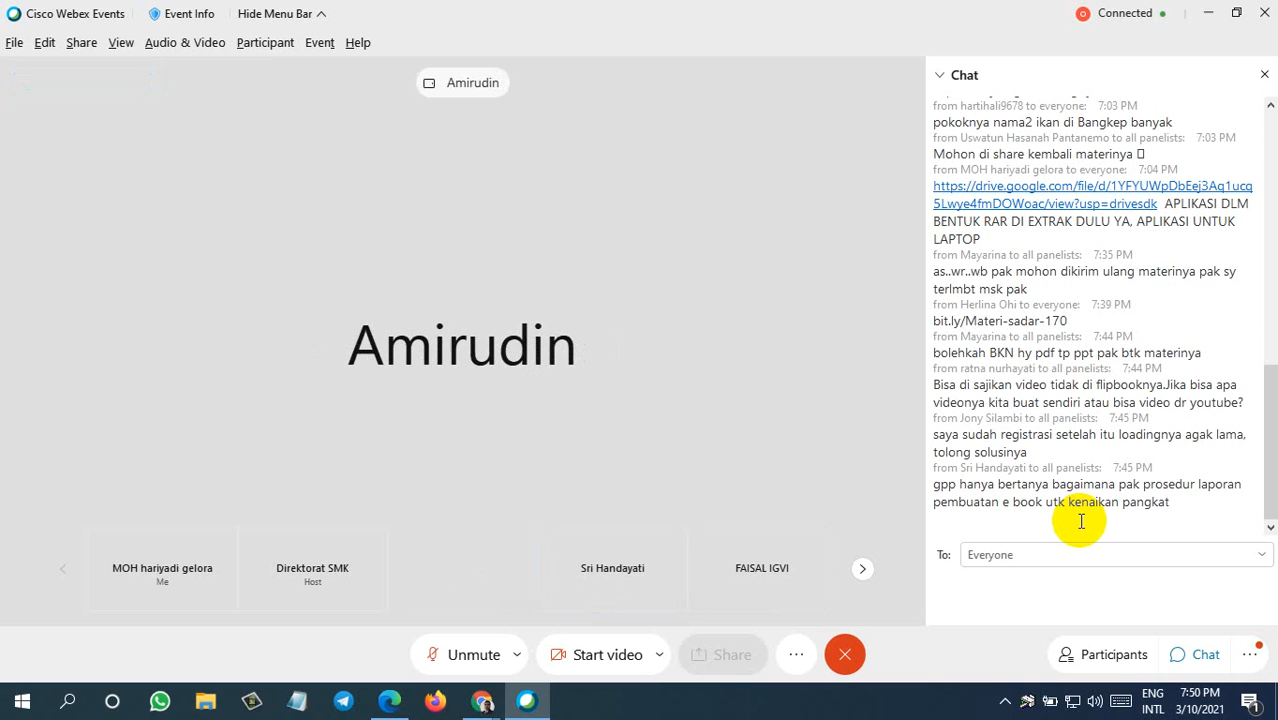 Cisco Webex Events
Event Info
Hide Menu Bar
Connected
File Edit Share View Audio & Video Participant Event Help
Amirudin
Amirudin
MOH hariyadi gelora
Me
Direktorat SMK
Host
Sri Handayati
FAISAL IGVI
Chat
from hartihali9678 to everyone: 7:03 PM
pokoknya nama2 ikan di Bangkep banyak
from Uswatun Hasanah Pantanemo to all panelists: 7:03 PM
Mohon di share kembali materinya
from MOH hariyadi gelora to everyone: 7:04 PM
https://drive.google.com/file/d/1YFYUWpDbEej3Aq1ucq
5Lwye4fmDOWoac/view?usp=drivesdk APLIKASI DLM
BENTUK RAR DI EXTRAK DULU YA, APLIKASI UNTUK
LAPTOP
from Mayarina to all panelists: 7:35 PM
as..wr..wb pak mohon dikirim ulang materinya pak sy
terlmbt msk pak
from Herlina Ohi to everyone: 7:39 PM
bit.ly/Materi-sadar-170
from Mayarina to all panelists: 7:44 PM
bolehkah BKN hy pdf tp ppt pak btk materinya
from ratna nurhayati to all panelists: 7:44 PM
Bisa di sajikan video tidak di flipbooknya.Jika bisa apa
videonya kita buat sendiri atau bisa video dr youtube?
from Jony Silambi to all panelists: 7:45 PM
saya sudah registrasi setelah itu loadingnya agak lama,
tolong solusinya
from Sri Handayati to all panelists: 7:45 PM
gpp hanya bertanya bagaimana pak prosedur laporan
pembuatan e book utk kenaikan pangkat
To: Everyone
Unmute
Start video
Share
Participants
Chat
ENG
INTL
7:50 PM
3/10/2021
1